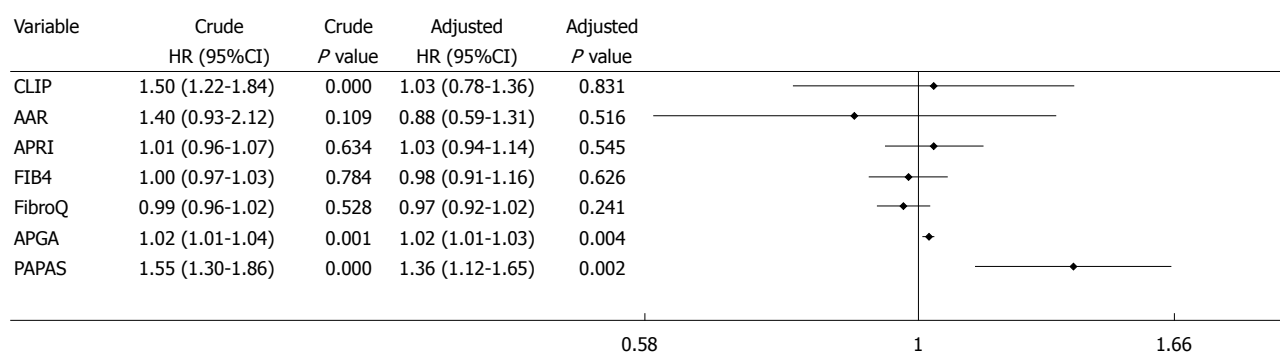 Variable Crude Crude Adjusted Adjusted
HR (95%CI) P value HR (95%CI) P value
CLIP 1.50 (1.22-1.84) 0.000 1.03 (0.78-1.36) 0.831
AAR 1.40 (0.93-2.12) 0.109 0.88 (0.59-1.31) 0.516
APRI 1.01 (0.96-1.07) 0.634 1.03 (0.94-1.14) 0.545
FIB4 1.00 (0.97-1.03) 0.784 0.98 (0.91-1.16) 0.626
FibroQ 0.99 (0.96-1.02) 0.528 0.97 (0.92-1.02) 0.241
APGA 1.02 (1.01-1.04) 0.001 1.02 (1.01-1.03) 0.004
PAPAS 1.55 (1.30-1.86) 0.000 1.36 (1.12-1.65) 0.002
0.58 1 1.66